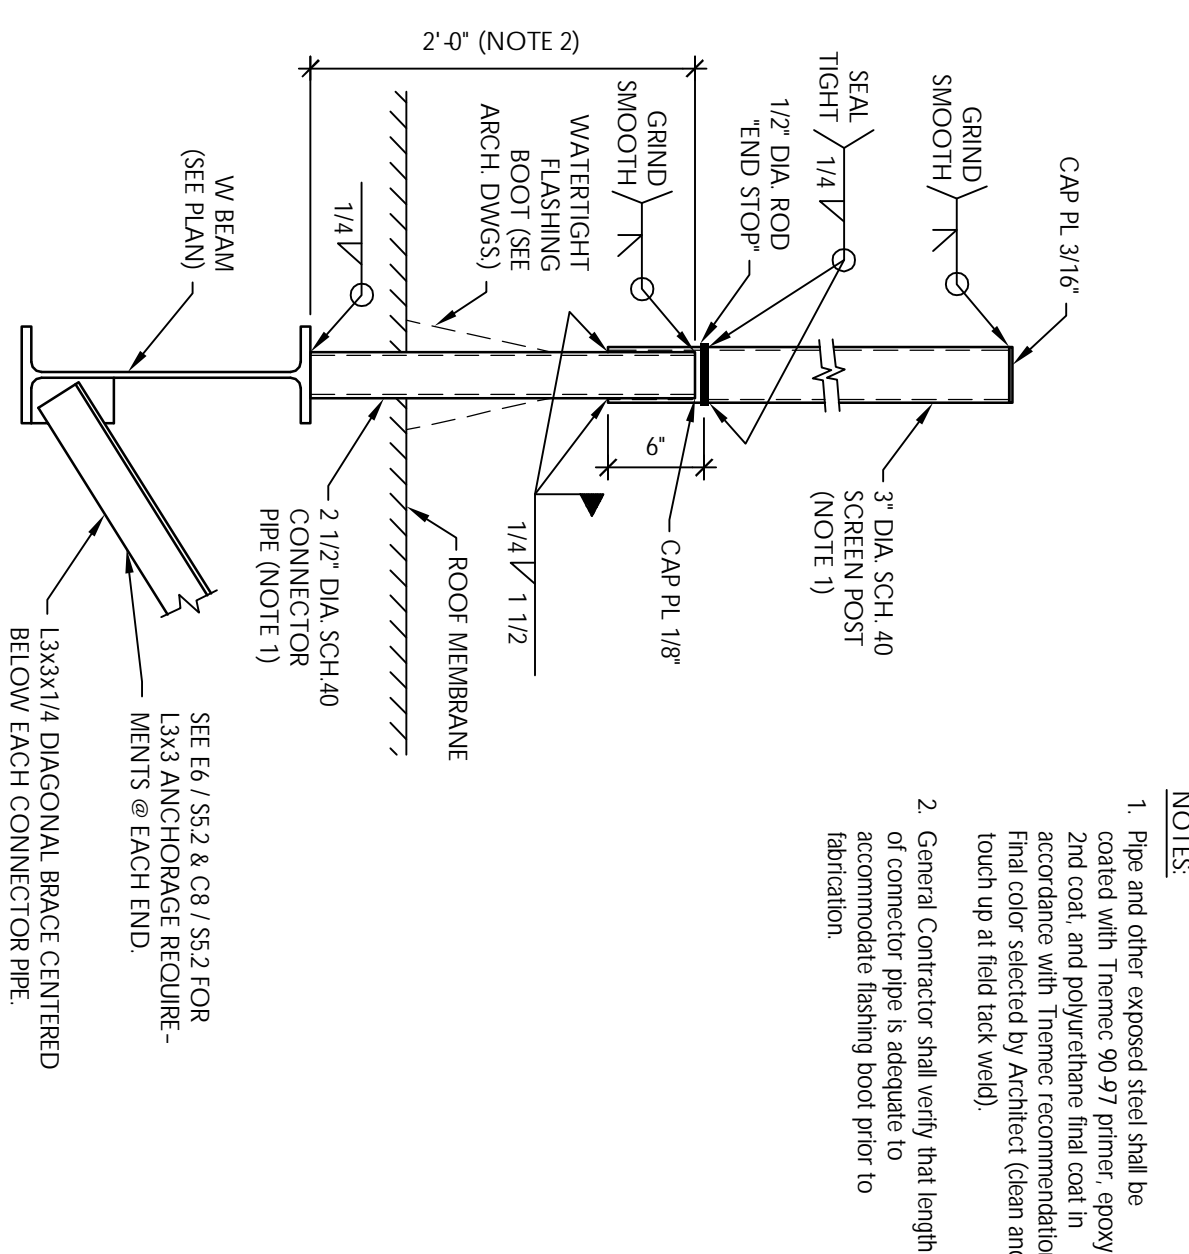 CAP PL 3/16"
GRIND
SMOOTH
SEAL
TIGHT
1/4
1/2" DIA. ROD
"END STOP"
GRIND
SMOOTH
2'-0" (NOTE 2)
WATERTIGHT
FLASHING
BOOT (SEE
ARCH. DWGS.)
1/4
W BEAM
(SEE PLAN)
3" DIA. SCH. 40
SCREEN POST
(NOTE 1)
6"
CAP PL 1/8"
1/4
1 1/2
ROOF MEMBRANE
2 1/2" DIA. SCH.40
CONNECTOR
PIPE (NOTE 1)
SEE E6 / S5.2 & C8 / S5.2 FOR
L3x3 ANCHORAGE REQUIRE-
MENTS @ EACH END.
L3x3x1/4 DIAGONAL BRACE CENTERED
BELOW EACH CONNECTOR PIPE.
NOTES:
1. Pipe and other exposed steel shall be
coated with Tnemec 90-97 primer, epoxy
2nd coat, and polyurethane final coat in
accordance with Tnemec
Final color selected by Architect (clean
touch up at field tack weld).
2. General Contractor shall verify that length
of connector pipe is adequate to
accommodate flashing boot prior to
fabrication.